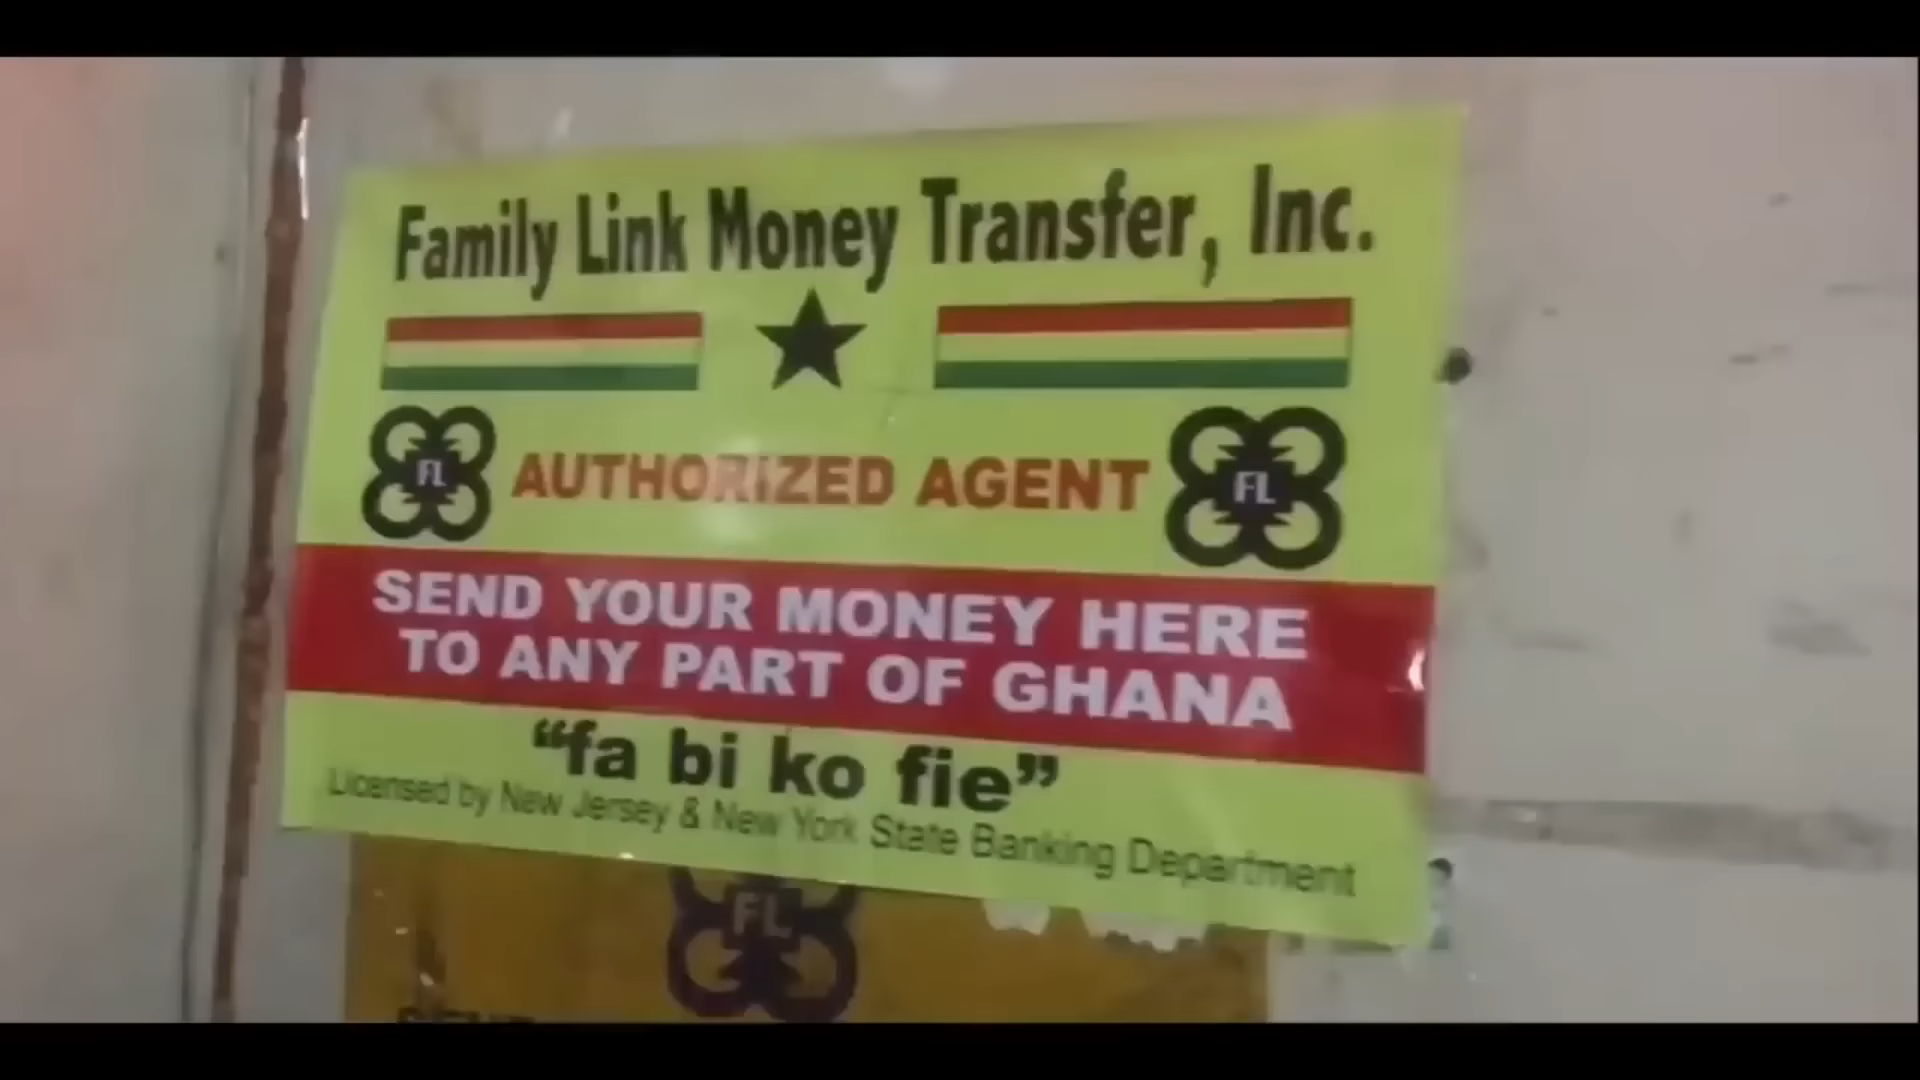 Family Link Money Transfer, Inc.
FL AUTHORIZED AGENT FL
SEND YOUR MONEY HERE
TO ANY PART OF GHANA
“fa bi ko fie”
Licensed by New Jersey & New York State Banking Department
FL